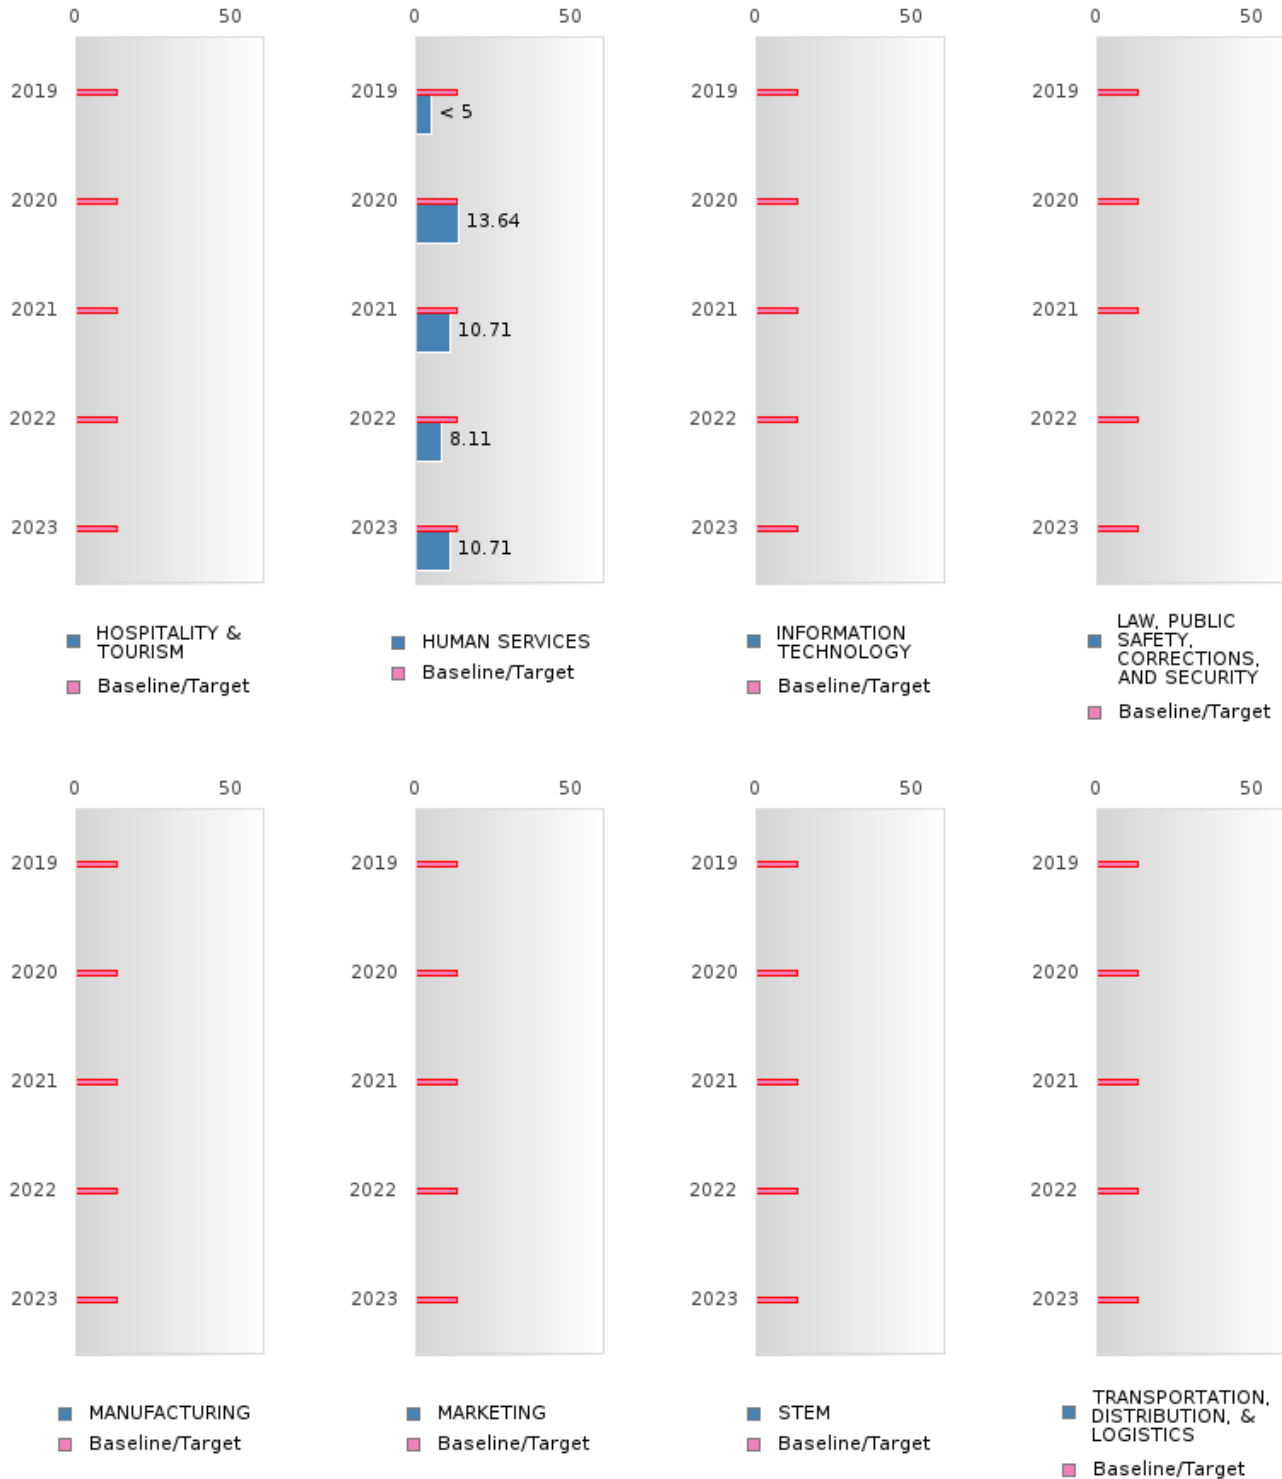 0 50
2019
2020
2021
2022
2023
HOSPITALITY &
TOURISM
Baseline/Target
0 50
2019
< 5
2020
13.64
2021
10.71
2022
8.11
2023
10.71
HUMAN SERVICES
Baseline/Target
0 50
2019
2020
2021
2022
2023
INFORMATION
TECHNOLOGY
Baseline/Target
0 50
2019
2020
2021
2022
2023
LAW, PUBLIC
SAFETY,
CORRECTIONS,
AND SECURITY
Baseline/Target
0 50
2019
2020
2021
2022
2023
MANUFACTURING
Baseline/Target
0 50
2019
2020
2021
2022
2023
MARKETING
Baseline/Target
0 50
2019
2020
2021
2022
2023
STEM
Baseline/Target
0 50
2019
2020
2021
2022
2023
TRANSPORTATION,
DISTRIBUTION, &
LOGISTICS
Baseline/Target